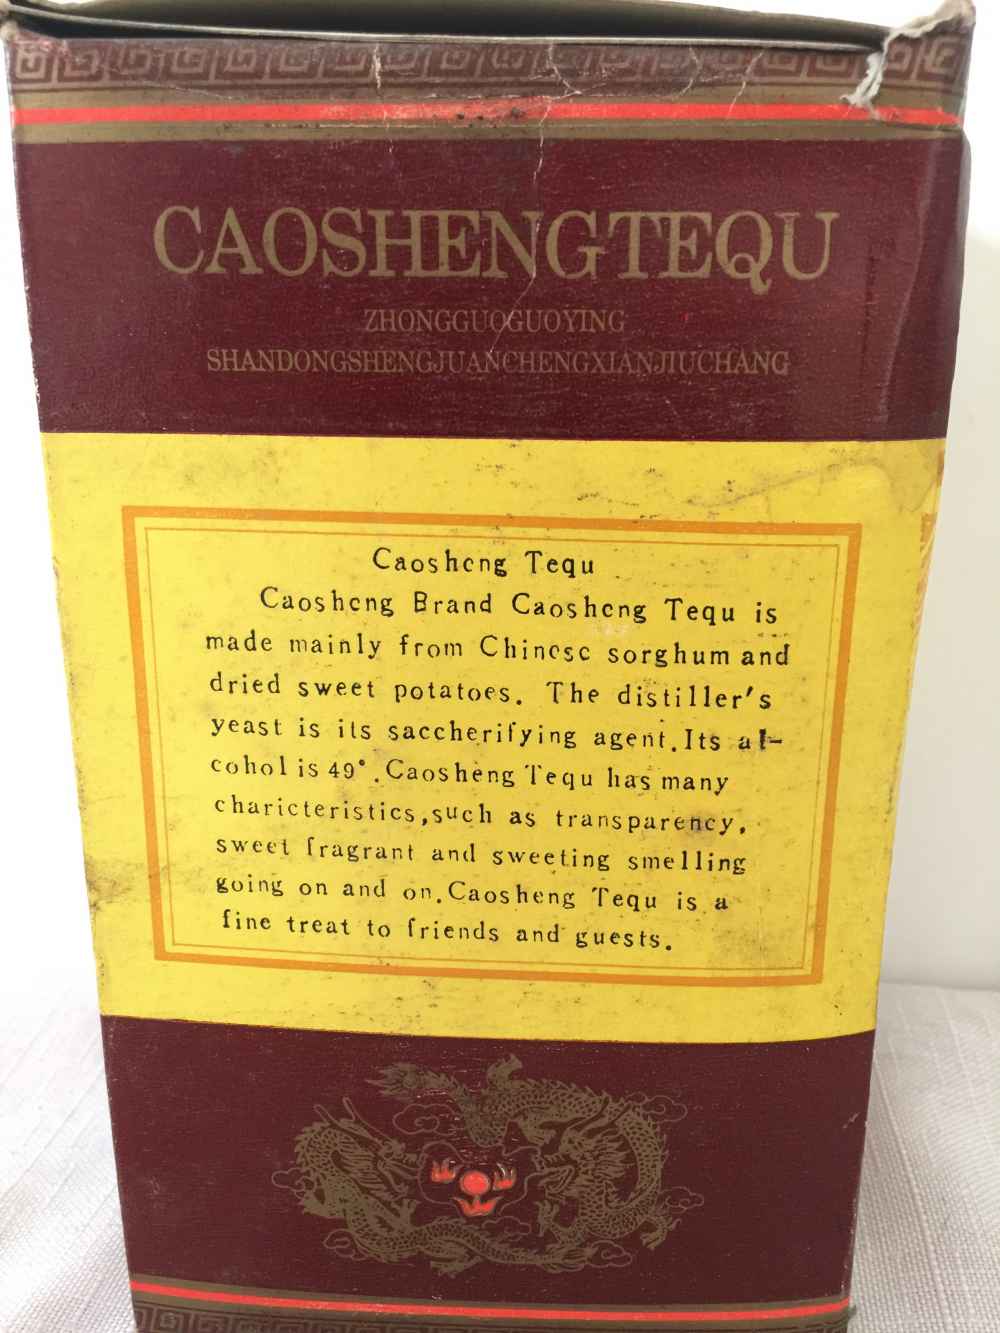 CAOSHENGTEQU
ZHONGGUOGUOYING
SHANDONGSHENGJUANCHENGXIANJIUCHANG
Caosheng Tequ
Caosheng Brand Caosheng Tequ is
made mainly from Chinese sorghum and
dried sweet potatoes. The distiller's
yeast is its saccherifying agent.Its al-
cohol is 49°.Caosheng Tequ has many
charicteristics,such as transparency,
sweet fragrant and sweeting smelling
going on and on.Caosheng Tequ is a
fine treat to friends and guests.